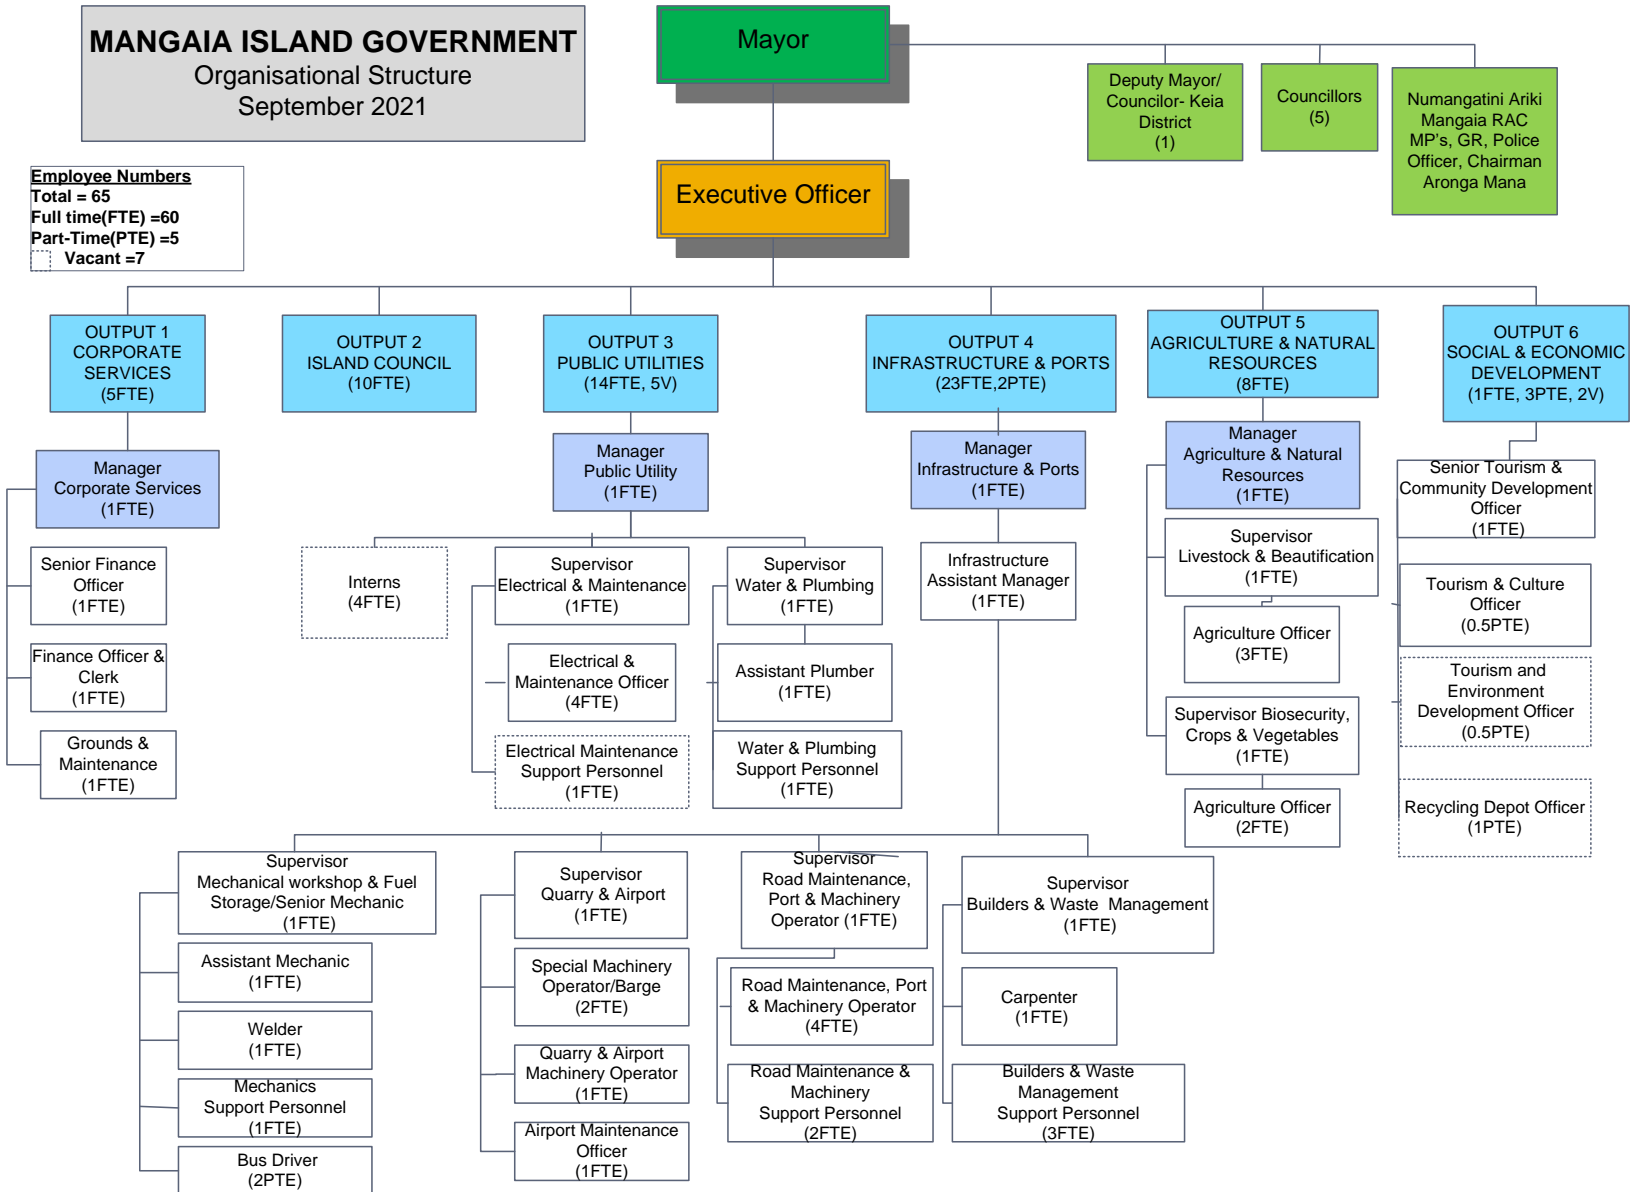 MANGAIA ISLAND GOVERNMENT
Organisational Structure
September 2021
Mayor
Deputy Mayor/
Councilor- Keia
District
(1)
Councillors
(5)
Numangatini Ariki
Mangaia RAC
MP's, GR, Police
Officer, Chairman
Aronga Mana
Employee Numbers
Total = 65
Full time(FTE) =60
Part-Time(PTE) =5
Vacant =7
Executive Officer
OUTPUT 1
CORPORATE
SERVICES
(5FTE)
OUTPUT 2
ISLAND COUNCIL
(10FTE)
OUTPUT 3
PUBLIC UTILITIES
(14FTE, 5V)
OUTPUT 4
INFRASTRUCTURE & PORTS
(23FTE,2PTE)
OUTPUT 5
AGRICULTURE & NATURAL
RESOURCES
(8FTE)
OUTPUT 6
SOCIAL & ECONOMIC
DEVELOPMENT
(1FTE, 3PTE, 2V)
Manager
Corporate Services
(1FTE)
Senior Finance
Officer
(1FTE)
Finance Officer &
Clerk
(1FTE)
Grounds &
Maintenance
(1FTE)
Manager
Public Utility
(1FTE)
Interns
(4FTE)
Supervisor
Electrical & Maintenance
(1FTE)
Electrical &
Maintenance Officer
(4FTE)
Electrical Maintenance
Support Personnel
(1FTE)
Supervisor
Water & Plumbing
(1FTE)
Assistant Plumber
(1FTE)
Water & Plumbing
Support Personnel
(1FTE)
Manager
Infrastructure & Ports
(1FTE)
Infrastructure
Assistant Manager
(1FTE)
Manager
Agriculture & Natural
Resources
(1FTE)
Supervisor
Livestock & Beautification
(1FTE)
Agriculture Officer
(3FTE)
Supervisor Biosecurity,
Crops & Vegetables
(1FTE)
Agriculture Officer
(2FTE)
Senior Tourism &
Community Development
Officer
(1FTE)
Tourism & Culture
Officer
(0.5PTE)
Tourism and
Environment
Development Officer
(0.5PTE)
Recycling Depot Officer
(1PTE)
Supervisor
Mechanical workshop & Fuel
Storage/Senior Mechanic
(1FTE)
Assistant Mechanic
(1FTE)
Welder
(1FTE)
Mechanics
Support Personnel
(1FTE)
Bus Driver
(2PTE)
Supervisor
Quarry & Airport
(1FTE)
Special Machinery
Operator/Barge
(2FTE)
Quarry & Airport
Machinery Operator
(1FTE)
Airport Maintenance
Officer
(1FTE)
Supervisor
Road Maintenance,
Port & Machinery
Operator (1FTE)
Road Maintenance, Port
& Machinery Operator
(4FTE)
Road Maintenance &
Machinery
Support Personnel
(2FTE)
Supervisor
Builders & Waste Management
(1FTE)
Carpenter
(1FTE)
Builders & Waste
Management
Support Personnel
(3FTE)